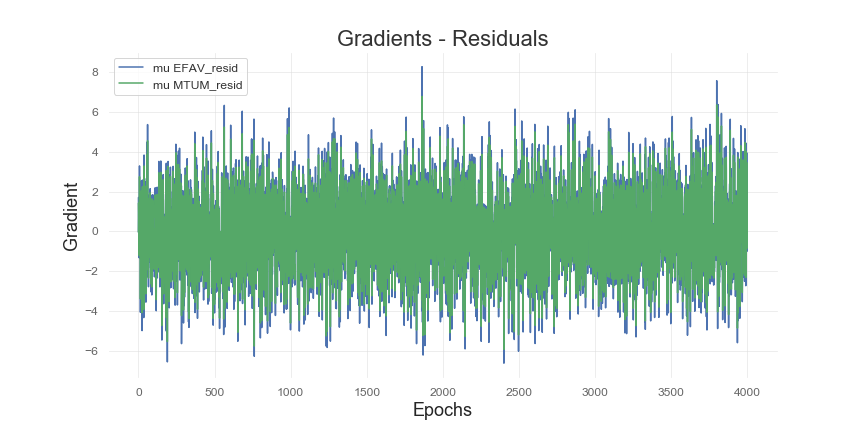 Gradients - Residuals
mu EFAV_resid
mu MTUM_resid
8
6
4
2
0
−2
−4
−6
Gradient
0 500 1000 1500 2000 2500 3000 3500 4000
Epochs